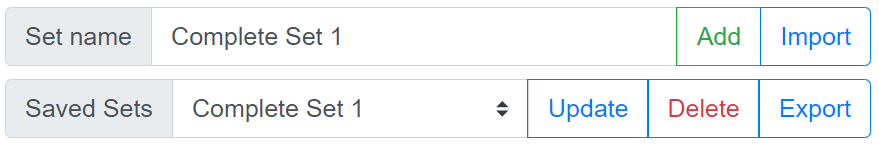 Set name Complete Set 1 Add Import
Saved Sets Complete Set 1 Update Delete Export